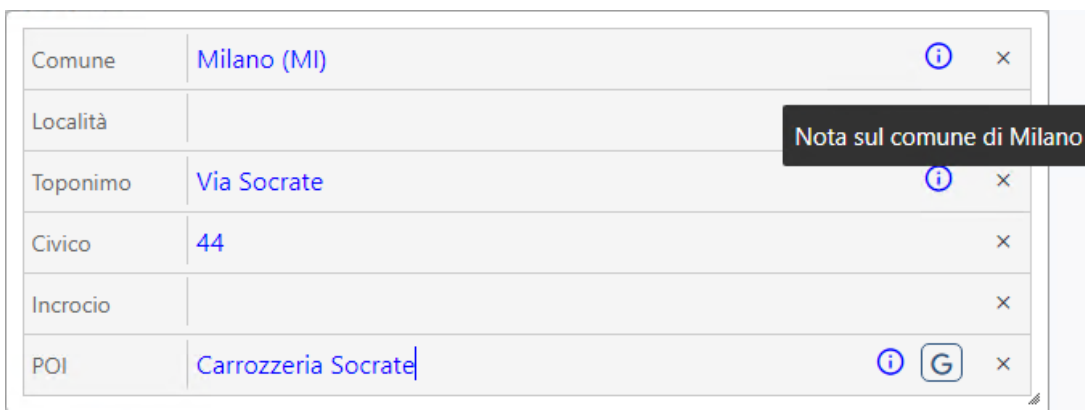 Comune Milano (MI)
Località
Nota sul comune di Milano
Toponimo Via Socrate
Civico 44
Incrocio
POI Carrozzeria Socrate G